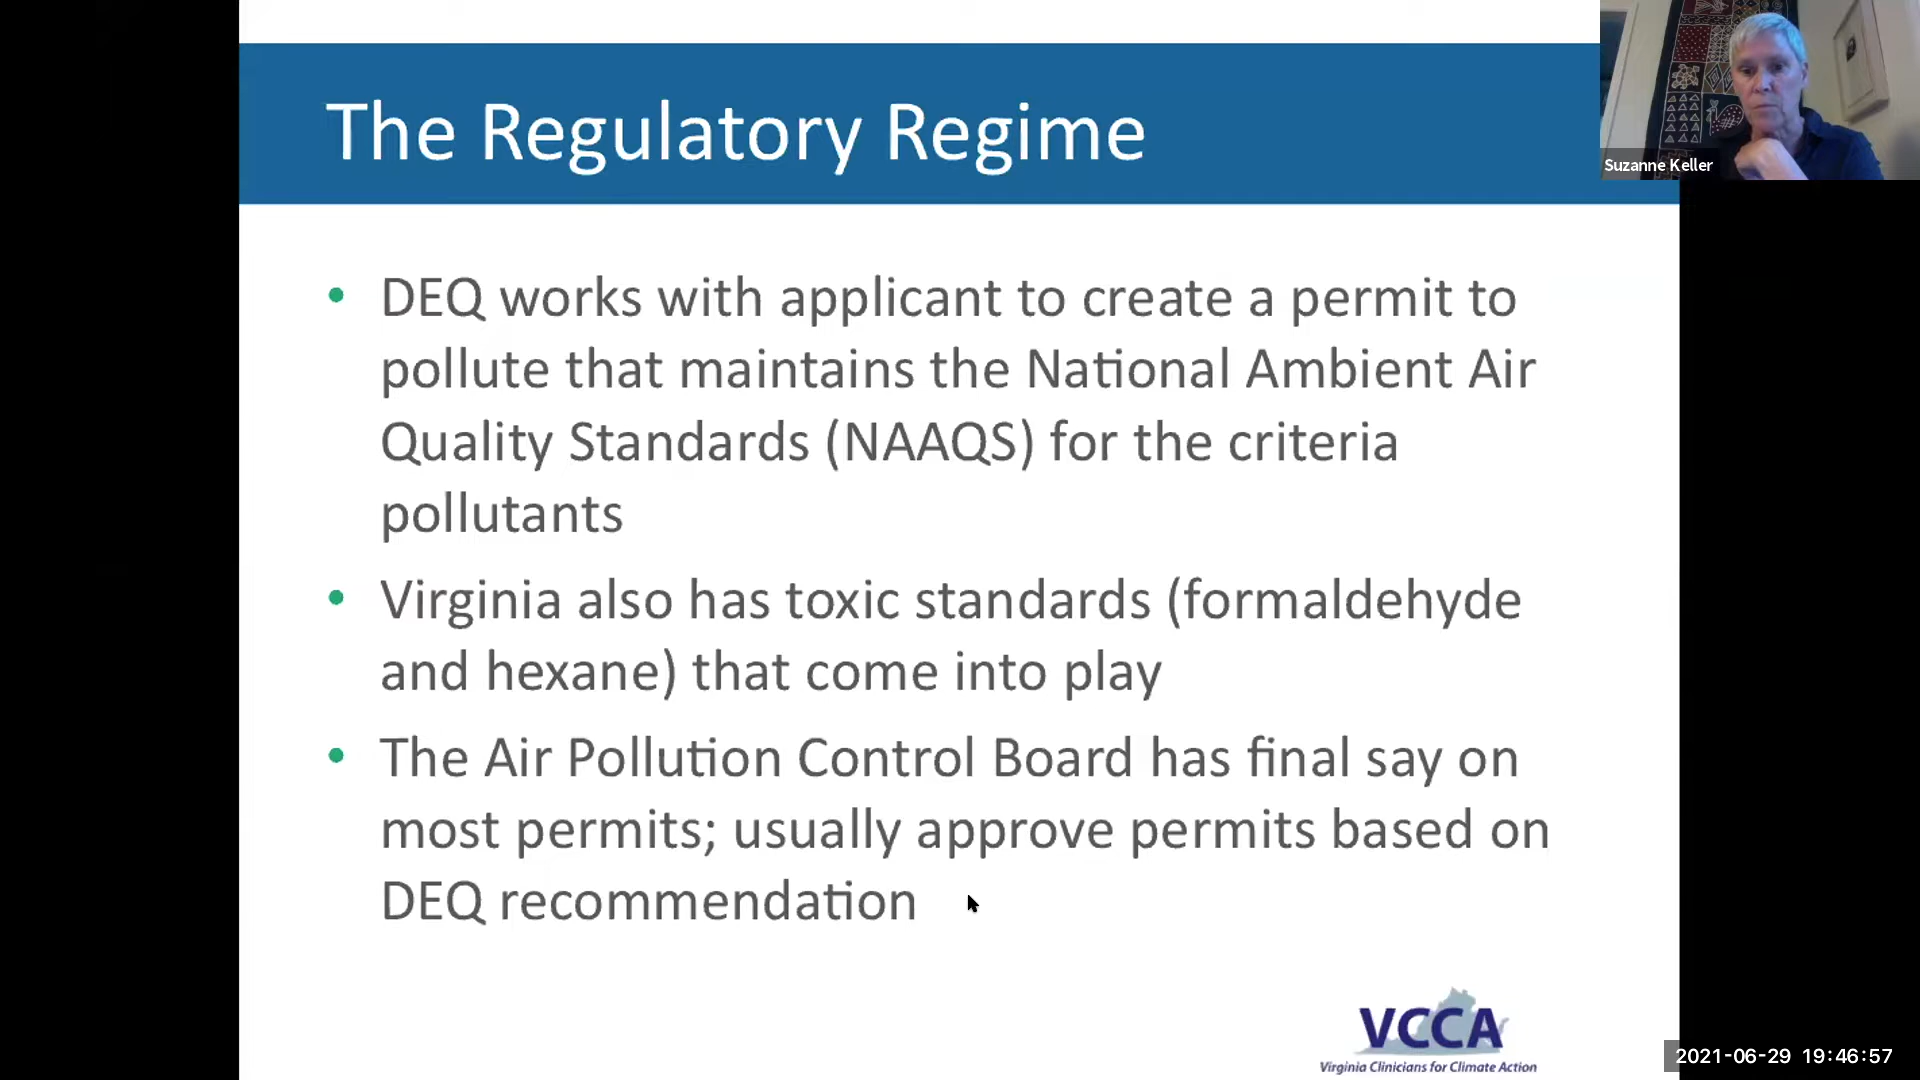 The Regulatory Regime
Suzanne Keller
• DEQ works with applicant to create a permit to
pollute that maintains the National Ambient Air
Quality Standards (NAAQS) for the criteria
pollutants
• Virginia also has toxic standards (formaldehyde
and hexane) that come into play
• The Air Pollution Control Board has final say on
most permits; usually approve permits based on
DEQ recommendation
VCCA
Virginia Clinicians for Climate Action
2021-06-29 19:46:57